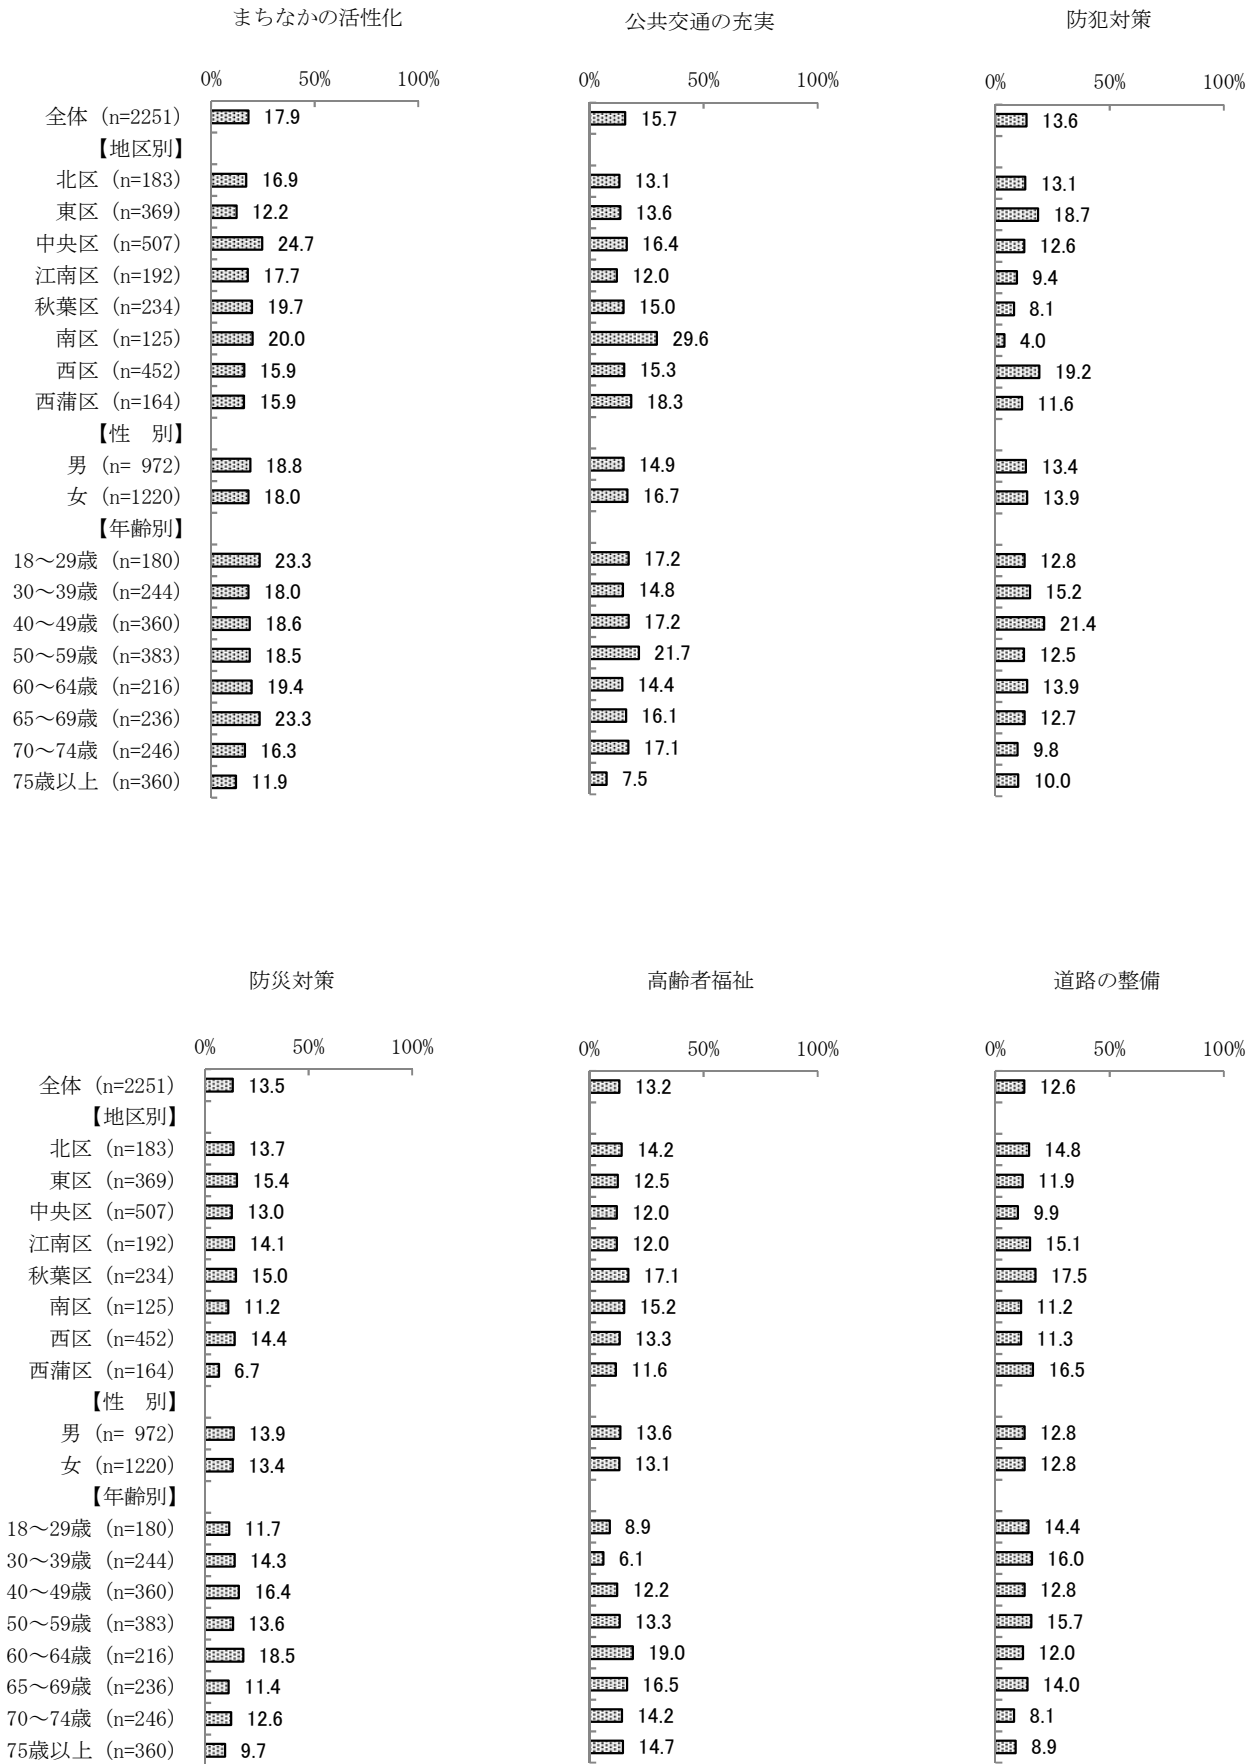 まちなかの活性化 公共交通の充実 防犯対策
0% 50% 100% 0% 50% 100% 0% 50% 100%
全体 (n=2251) 17.9 15.7 13.6
【地区別】
北区 (n=183) 16.9 13.1 13.1
東区 (n=369) 12.2 13.6 18.7
中央区 (n=507) 24.7 16.4 12.6
江南区 (n=192) 17.7 12.0 9.4
秋葉区 (n=234) 19.7 15.0 8.1
南区 (n=125) 20.0 29.6 4.0
西区 (n=452) 15.9 15.3 19.2
西蒲区 (n=164) 15.9 18.3 11.6
【性　別】
男 (n= 972) 18.8 14.9 13.4
女 (n=1220) 18.0 16.7 13.9
【年齢別】
18～29歳 (n=180) 23.3 17.2 12.8
30～39歳 (n=244) 18.0 14.8 15.2
40～49歳 (n=360) 18.6 17.2 21.4
50～59歳 (n=383) 18.5 21.7 12.5
60～64歳 (n=216) 19.4 14.4 13.9
65～69歳 (n=236) 23.3 16.1 12.7
70～74歳 (n=246) 16.3 17.1 9.8
75歳以上 (n=360) 11.9 7.5 10.0
防災対策 高齢者福祉 道路の整備
0% 50% 100% 0% 50% 100% 0% 50% 100%
全体 (n=2251) 13.5 13.2 12.6
【地区別】
北区 (n=183) 13.7 14.2 14.8
東区 (n=369) 15.4 12.5 11.9
中央区 (n=507) 13.0 12.0 9.9
江南区 (n=192) 14.1 12.0 15.1
秋葉区 (n=234) 15.0 17.1 17.5
南区 (n=125) 11.2 15.2 11.2
西区 (n=452) 14.4 13.3 11.3
西蒲区 (n=164) 6.7 11.6 16.5
【性　別】
男 (n= 972) 13.9 13.6 12.8
女 (n=1220) 13.4 13.1 12.8
【年齢別】
18～29歳 (n=180) 11.7 8.9 14.4
30～39歳 (n=244) 14.3 6.1 16.0
40～49歳 (n=360) 16.4 12.2 12.8
50～59歳 (n=383) 13.6 13.3 15.7
60～64歳 (n=216) 18.5 19.0 12.0
65～69歳 (n=236) 11.4 16.5 14.0
70～74歳 (n=246) 12.6 14.2 8.1
75歳以上 (n=360) 9.7 14.7 8.9